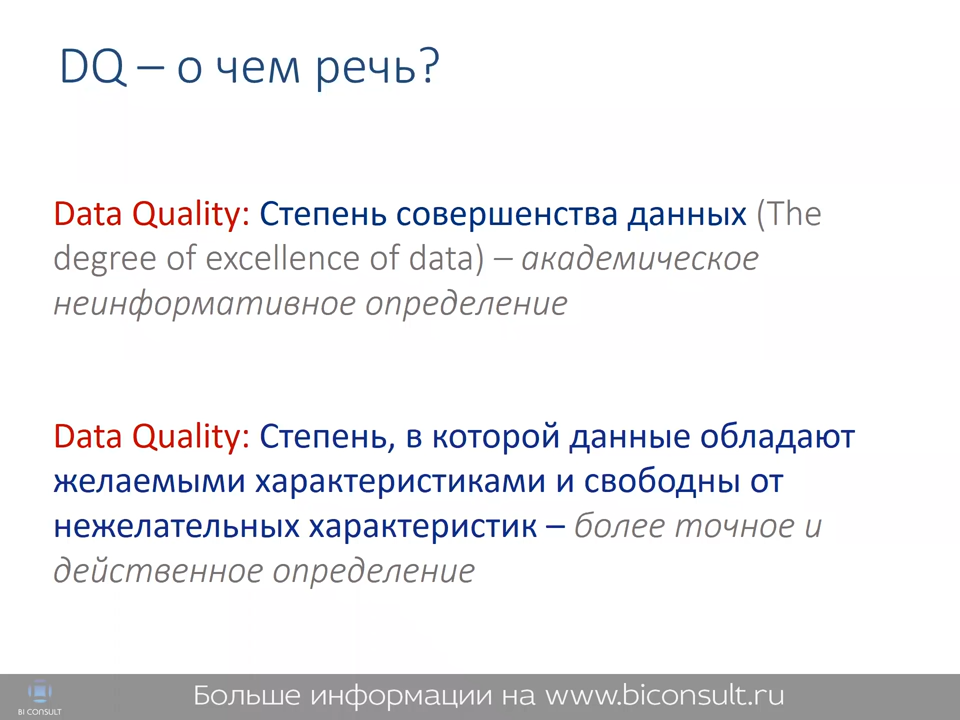 DQ – о чем речь?
Data Quality: Степень совершенства данных (The
degree of excellence of data) – академическое
неинформативное определение
Data Quality: Степень, в которой данные обладают
желаемыми характеристиками и свободны от
нежелательных характеристик – более точное и
действенное определение
BI CONSULT
Больше информации на www.biconsult.ru